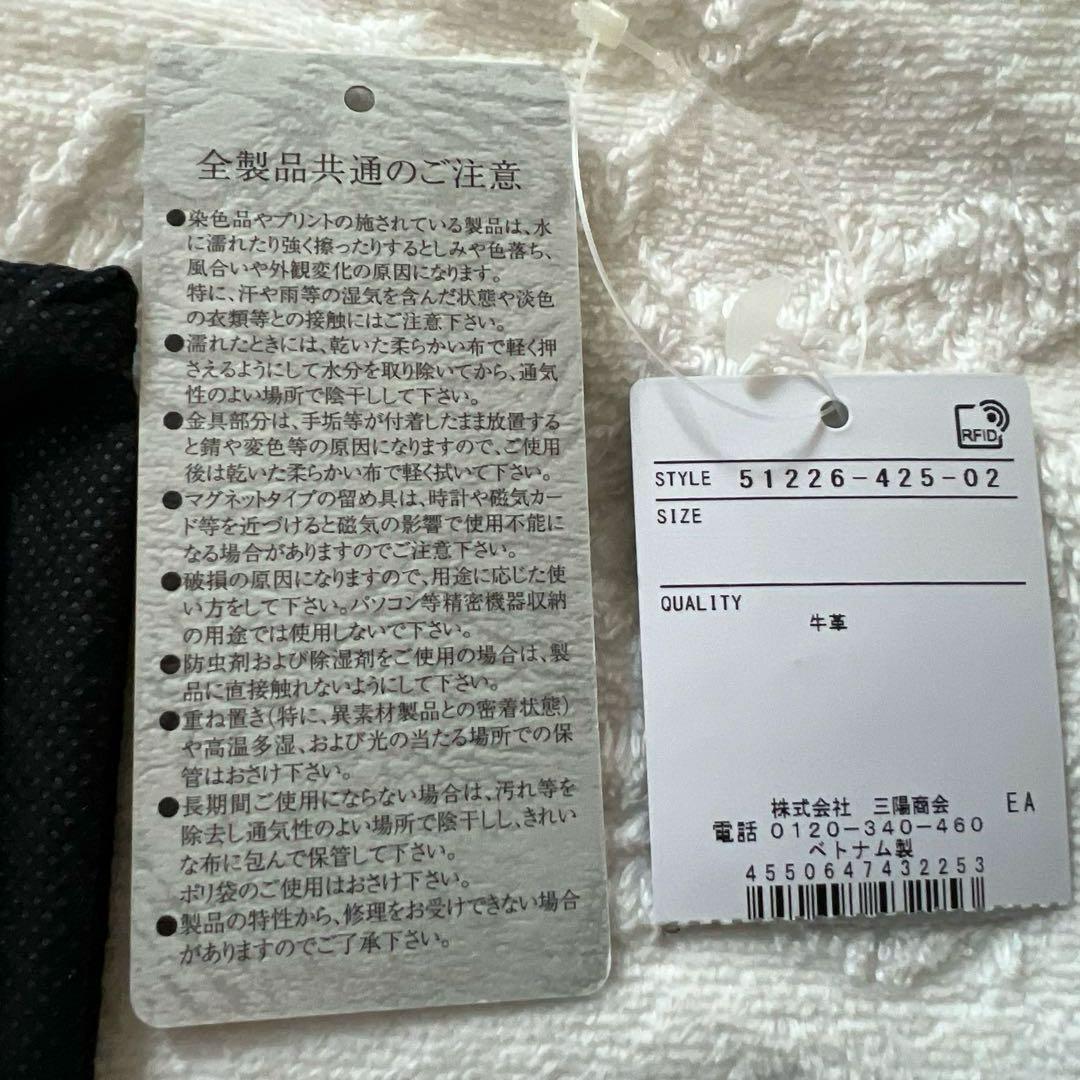 全製品共通のご注意
●染色品やプリントの施されている製品は、水
に濡れたり強く擦ったりするとしみや色落ち、
風合いや外観変化の原因になります。
特に、汗や雨等の湿気を含んだ状態や淡色
の衣類等との接触にはご注意下さい。
●濡れたときには、乾いた柔らかい布で軽く押
さえるようにして水分を取り除いてから、通気
性のよい場所で陰干しして下さい。
●金具部分は、手垢等が付着したまま放置する
と錆や変色等の原因になりますので、ご使用
後は乾いた柔らかい布で軽く拭いて下さい。
●マグネットタイプの留め具は、時計や磁気カー
ド等を近づけると磁気の影響で使用不能に
なる場合がありますのでご注意下さい。
●破損の原因になりますので、用途に応じた使
い方をして下さい。パソコン等精密機器収納
の用途では使用しないで下さい。
●防虫剤および除湿剤をご使用の場合は、製
品に直接触れないようにして下さい。
●重ね置き(特に、異素材製品との密着状態)
や高温多湿、および光の当たる場所での保
管はおさけ下さい。
●長期間ご使用にならない場合は、汚れ等を
除去し通気性のよい場所で陰干しし、きれい
な布に包んで保管して下さい。
ポリ袋のご使用はおさけ下さい。
●製品の特性から、修理をお受けできない場合
がありますのでご了承下さい。
RFID
STYLE 51226-425-02
SIZE
QUALITY
牛革
株式会社 三陽商会 EA
電話 0120-340-460
ベトナム製
4550647432253